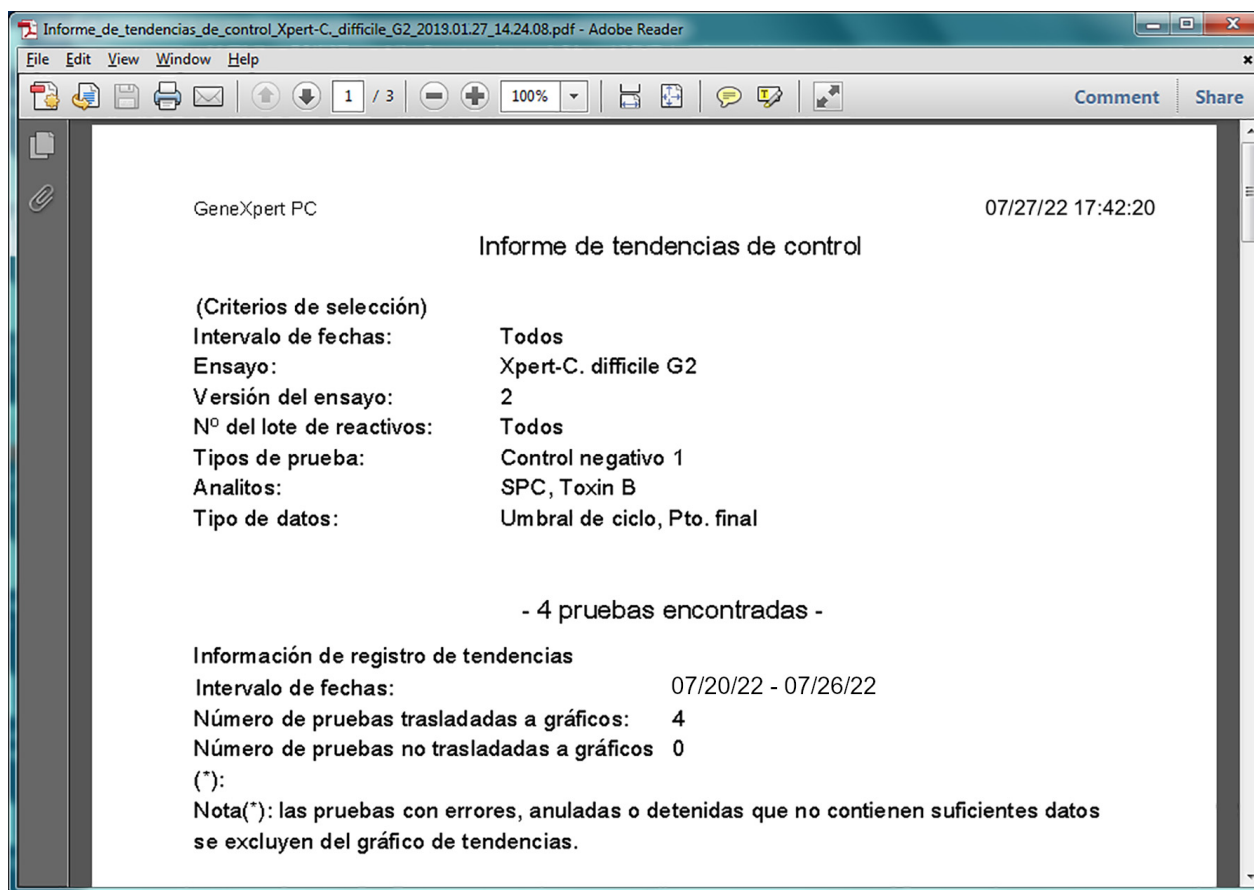 Informe_de_tendencias_de_control_Xpert-C._difficile_G2_2019.01.27_14.24.08.pdf - Adobe Reader
File Edit View Window Help
1 / 3 100% Comment Share
GeneXpert PC 07/27/22 17:42:20
Informe de tendencias de control
(Criterios de selección)
Intervalo de fechas: Todos
Ensayo: Xpert-C. difficile G2
Versión del ensayo: 2
Nº del lote de reactivos: Todos
Tipos de prueba: Control negativo 1
Analitos: SPC, Toxin B
Tipo de datos: Umbral de ciclo, Pto. final
- 4 pruebas encontradas -
Información de registro de tendencias
Intervalo de fechas: 07/20/22 - 07/26/22
Número de pruebas trasladadas a gráficos: 4
Número de pruebas no trasladadas a gráficos 0
(*):
Nota(*): las pruebas con errores, anuladas o detenidas que no contienen suficientes datos
se excluyen del gráfico de tendencias.